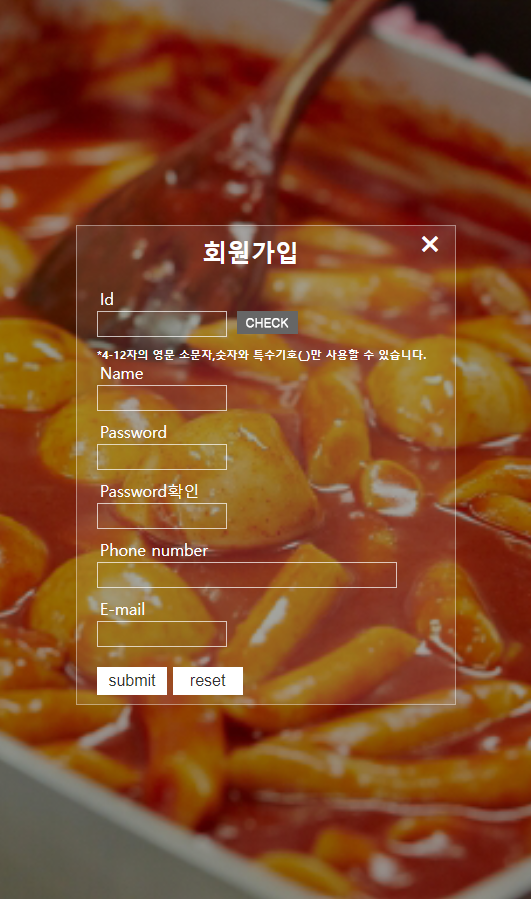 회원가입 ✕
Id
CHECK
*4-12자의 영문 소문자,숫자와 특수기호(_)만 사용할 수 있습니다.
Name
Password
Password확인
Phone number
E-mail
submit reset